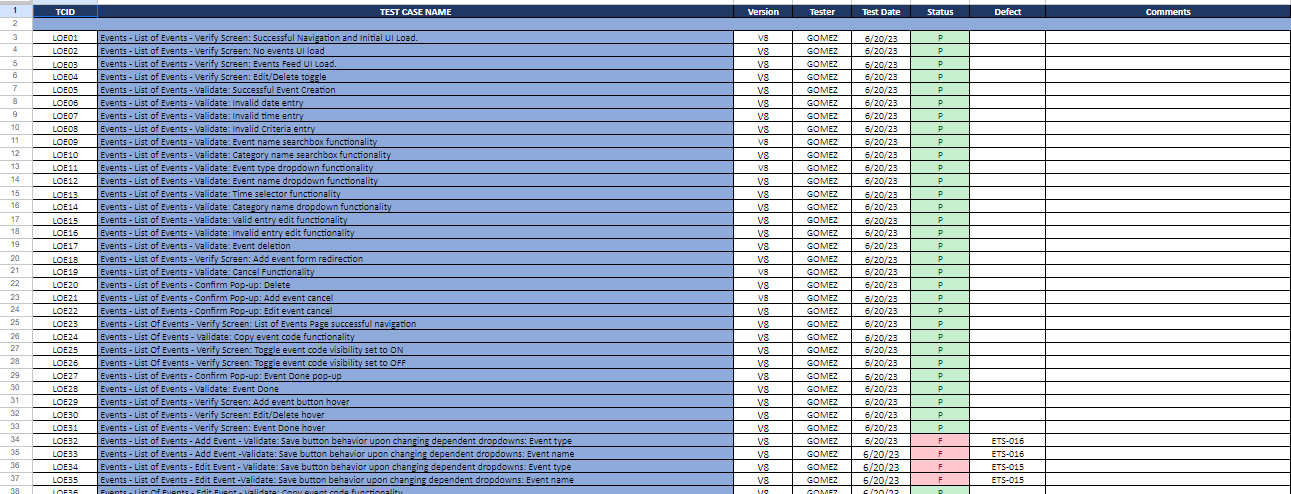 1 TCID TEST CASE NAME Version Tester Test Date Status Defect Comments
2
3 LOE01 Events - List of Events - Verify Screen: Successful Navigation and Initial UI Load. V8 GOMEZ 6/20/23 P
4 LOE02 Events - List of Events - Verify Screen: No events UI load V8 GOMEZ 6/20/23 P
5 LOE03 Events - List of Events - Verify Screen: Events Feed UI Load. V8 GOMEZ 6/20/23 P
6 LOE04 Events - List of Events - Verify Screen: Edit/Delete toggle V8 GOMEZ 6/20/23 P
7 LOE05 Events - List of Events - Validate: Successful Event Creation V8 GOMEZ 6/20/23 P
8 LOE06 Events - List of Events - Validate: Invalid date entry V8 GOMEZ 6/20/23 P
9 LOE07 Events - List of Events - Validate: Invalid time entry V8 GOMEZ 6/20/23 P
10 LOE08 Events - List of Events - Validate: Invalid Criteria entry V8 GOMEZ 6/20/23 P
11 LOE09 Events - List of Events - Validate: Event name searchbox functionality V8 GOMEZ 6/20/23 P
12 LOE10 Events - List of Events - Validate: Category name searchbox functionality V8 GOMEZ 6/20/23 P
13 LOE11 Events - List of Events - Validate: Event type dropdown functionality V8 GOMEZ 6/20/23 P
14 LOE12 Events - List of Events - Validate: Event name dropdown functionality V8 GOMEZ 6/20/23 P
15 LOE13 Events - List of Events - Validate: Time selector functionality V8 GOMEZ 6/20/23 P
16 LOE14 Events - List of Events - Validate: Category name dropdown functionality V8 GOMEZ 6/20/23 P
17 LOE15 Events - List of Events - Validate: Valid entry edit functionality V8 GOMEZ 6/20/23 P
18 LOE16 Events - List of Events - Validate: Invalid entry edit functionality V8 GOMEZ 6/20/23 P
19 LOE17 Events - List of Events - Validate: Event deletion V8 GOMEZ 6/20/23 P
20 LOE18 Events - List of Events - Verify Screen: Add event form redirection V8 GOMEZ 6/20/23 P
21 LOE19 Events - List of Events - Validate: Cancel Functionality V8 GOMEZ 6/20/23 P
22 LOE20 Events - List of Events - Confirm Pop-up: Delete V8 GOMEZ 6/20/23 P
23 LOE21 Events - List of Events - Confirm Pop-up: Add event cancel V8 GOMEZ 6/20/23 P
24 LOE22 Events - List of Events - Confirm Pop-up: Edit event cancel V8 GOMEZ 6/20/23 P
25 LOE23 Events - List Of Events - Verify Screen: List of Events Page successful navigation V8 GOMEZ 6/20/23 P
26 LOE24 Events - List Of Events - Validate: Copy event code functionality V8 GOMEZ 6/20/23 P
27 LOE25 Events - List of Events - Verify Screen: Toggle event code visibility set to ON V8 GOMEZ 6/20/23 P
28 LOE26 Events - List of Events - Verify Screen: Toggle event code visibility set to OFF V8 GOMEZ 6/20/23 P
29 LOE27 Events - List of Events - Confirm Pop-up: Event Done pop-up V8 GOMEZ 6/20/23 P
30 LOE28 Events - List of Events - Validate: Event Done V8 GOMEZ 6/20/23 P
31 LOE29 Events - List of Events - Verify Screen: Add event button hover V8 GOMEZ 6/20/23 P
32 LOE30 Events - List of Events - Verify Screen: Edit/Delete hover V8 GOMEZ 6/20/23 P
33 LOE31 Events - List of Events - Verify Screen: Event Done hover V8 GOMEZ 6/20/23 P
34 LOE32 Events - List of Events - Add Event - Validate: Save button behavior upon changing dependent dropdowns: Event type V8 GOMEZ 6/20/23 F ETS-016
35 LOE33 Events - List of Events - Add Event -Validate: Save button behavior upon changing dependent dropdowns: Event name V8 GOMEZ 6/20/23 F ETS-016
36 LOE34 Events - List of Events - Edit Event - Validate: Save button behavior upon changing dependent dropdowns: Event type V8 GOMEZ 6/20/23 F ETS-015
37 LOE35 Events - List of Events - Edit Event -Validate: Save button behavior upon changing dependent dropdowns: Event name V8 GOMEZ 6/20/23 F ETS-015
38 LOE36 Events - List Of Events - Edit Event - Validate: Copy event code functionality V8 GOMEZ 6/20/23 P